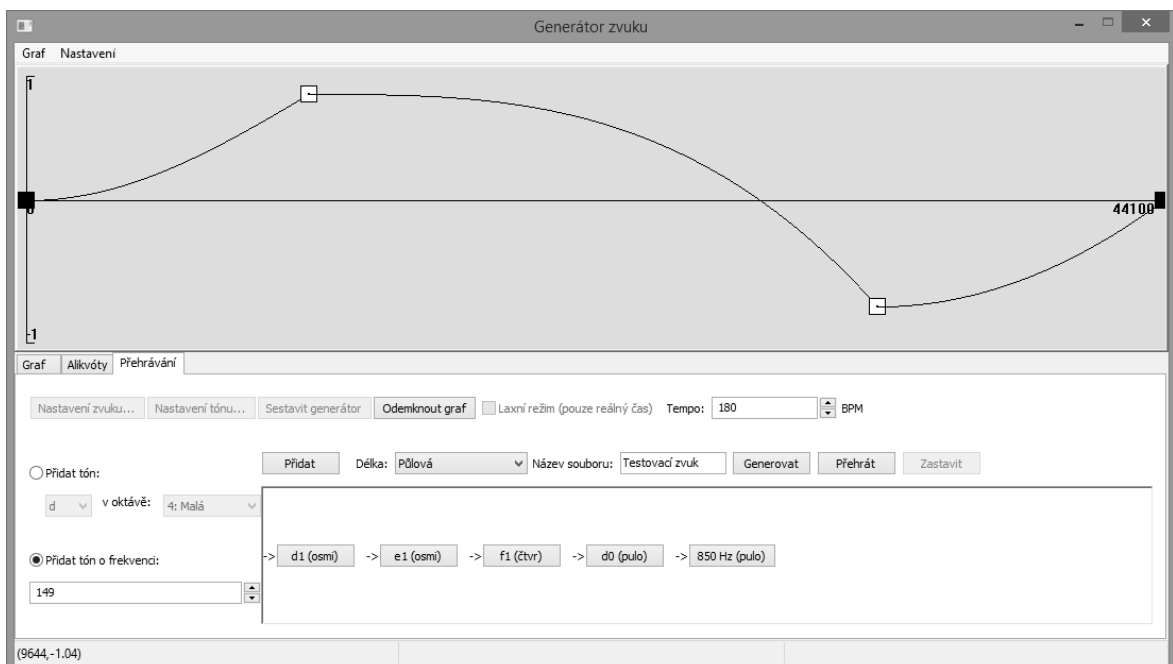 Generátor zvuku
Graf Nastavení
1
0
44100
-1
Graf Alikvóty Přehrávání
Nastavení zvuku... Nastavení tónu... Sestavit generátor Odemknout graf Laxní režim (pouze reálný čas) Tempo: 180 BPM
Přidat Délka: Půlová Název souboru: Testovací zvuk Generovat Přehrát Zastavit
Přidat tón:
d v oktávě: 4: Malá
-> d1 (osmi) -> e1 (osmi) -> f1 (čtvr) -> d0 (pulo) -> 850 Hz (pulo)
Přidat tón o frekvenci:
149
(9644,-1.04)